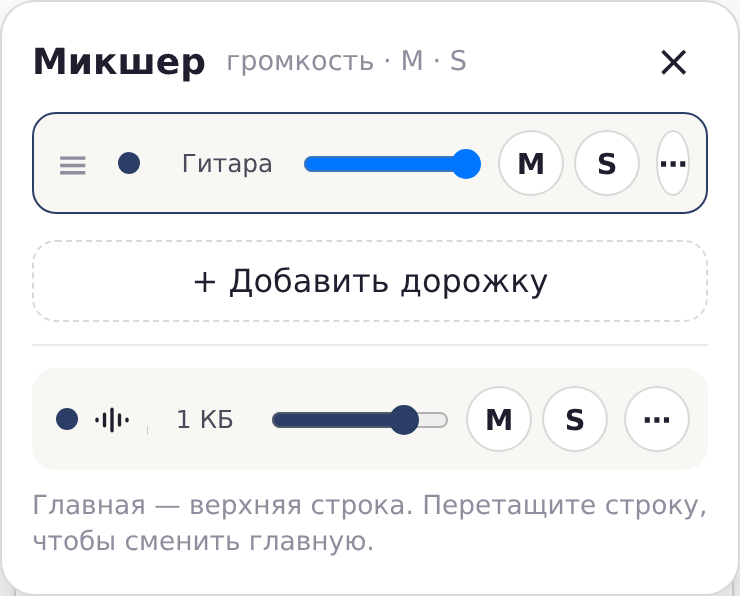 Микшер громкость · M · S
Гитара M S ...
+ Добавить дорожку
1 КБ M S ...
Главная — верхняя строка. Перетащите строку,
чтобы сменить главную.